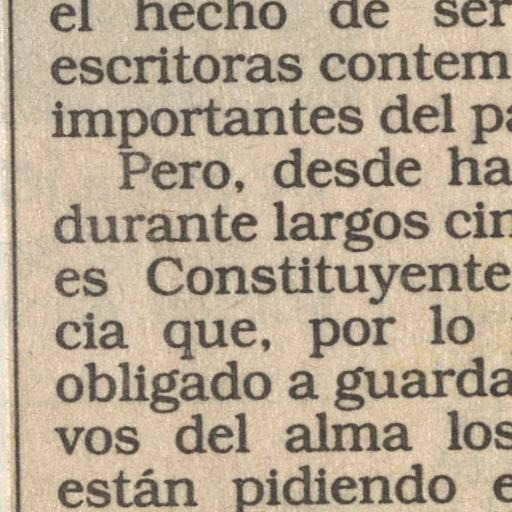 el hecho de ser
escritoras contem
importantes del pa
Pero, desde ha
durante largos cin
es Constituyente
cia que, por lo
obligado a guarda
vos del alma los
están pidiendo e